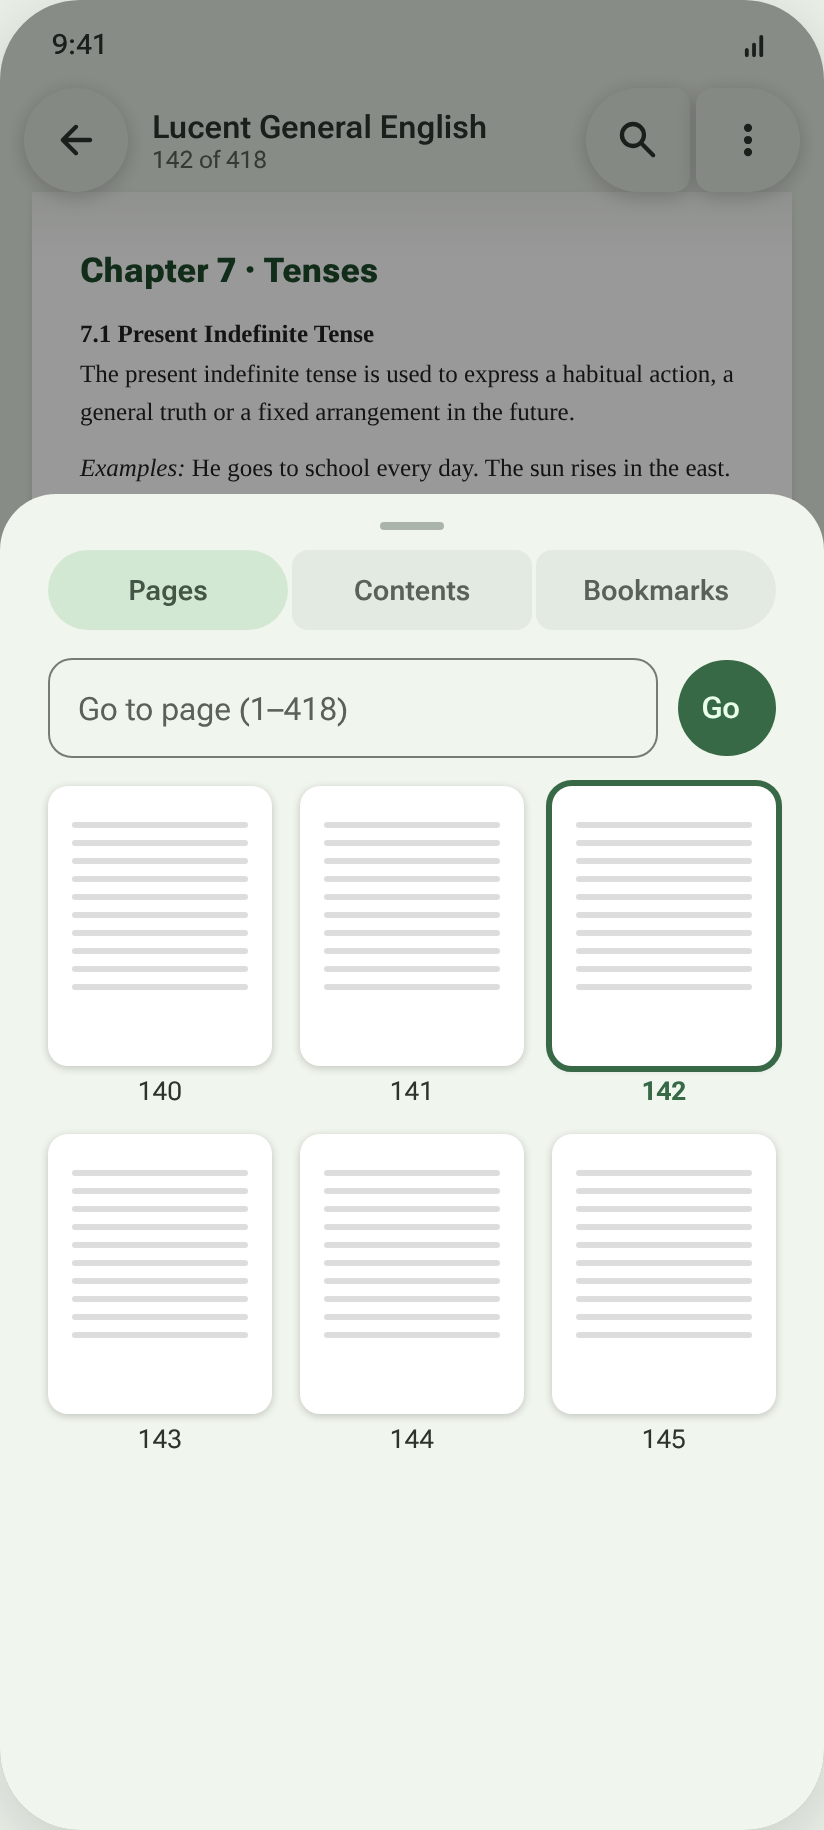 9:41
Lucent General English
142 of 418
Chapter 7 · Tenses
7.1 Present Indefinite Tense
The present indefinite tense is used to express a habitual action, a
general truth or a fixed arrangement in the future.
Examples: He goes to school every day. The sun rises in the east.
Pages
Contents
Bookmarks
Go to page (1–418)
Go
140
141
142
143
144
145